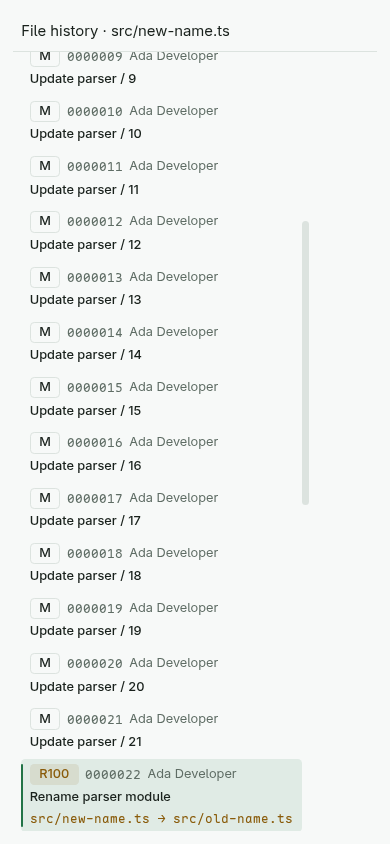 File history · src/new-name.ts
M 0000009 Ada Developer
Update parser / 9
M 0000010 Ada Developer
Update parser / 10
M 0000011 Ada Developer
Update parser / 11
M 0000012 Ada Developer
Update parser / 12
M 0000013 Ada Developer
Update parser / 13
M 0000014 Ada Developer
Update parser / 14
M 0000015 Ada Developer
Update parser / 15
M 0000016 Ada Developer
Update parser / 16
M 0000017 Ada Developer
Update parser / 17
M 0000018 Ada Developer
Update parser / 18
M 0000019 Ada Developer
Update parser / 19
M 0000020 Ada Developer
Update parser / 20
M 0000021 Ada Developer
Update parser / 21
R100 0000022 Ada Developer
Rename parser module
src/new-name.ts → src/old-name.ts